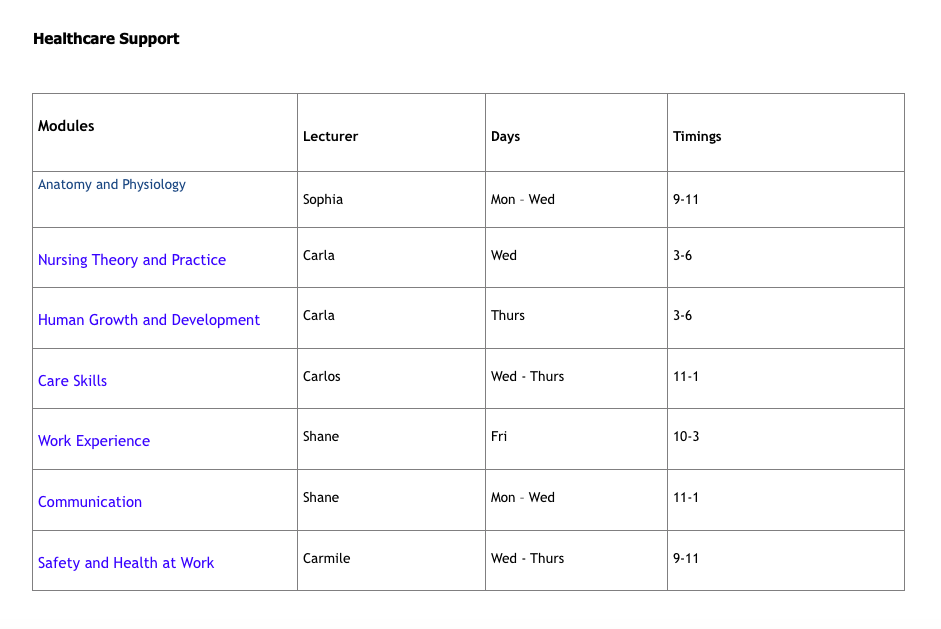 Healthcare Support
Modules Lecturer Days Timings
Anatomy and Physiology Sophia Mon – Wed 9-11
Nursing Theory and Practice Carla Wed 3-6
Human Growth and Development Carla Thurs 3-6
Care Skills Carlos Wed - Thurs 11-1
Work Experience Shane Fri 10-3
Communication Shane Mon – Wed 11-1
Safety and Health at Work Carmile Wed - Thurs 9-11